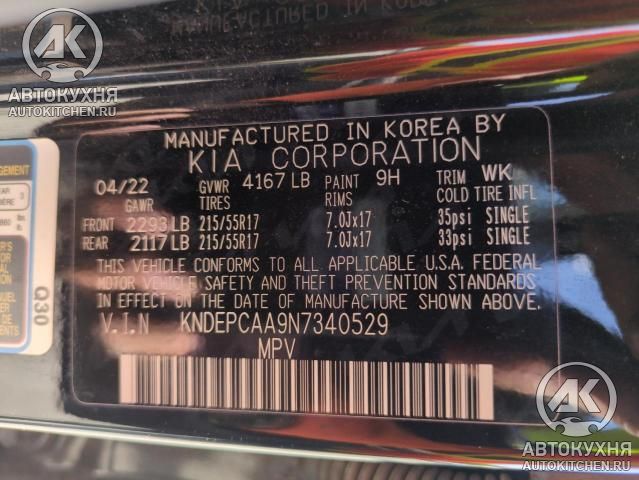 AK
АВТОКУХНЯ
AUTOKITCHEN.RU
MANUFACTURED IN KOREA BY
KIA CORPORATION
04/22 GVWR 4167 LB PAINT 9H TRIM WK
GAWR TIRES RIMS COLD TIRE INFL
FRONT 2293 LB 215/55R17 7.0Jx17 35psi SINGLE
REAR 2117 LB 215/55R17 7.0Jx17 33psi SINGLE
THIS VEHICLE CONFORMS TO ALL APPLICABLE U.S.A. FEDERAL
MOTOR VEHICLE SAFETY AND THEFT PREVENTION STANDARDS
IN EFFECT ON THE DATE OF MANUFACTURE SHOWN ABOVE.
V.I.N KNDEPCAA9N7340529
MPV
Q30
AK
АВТОКУХНЯ
AUTOKITCHEN.RU